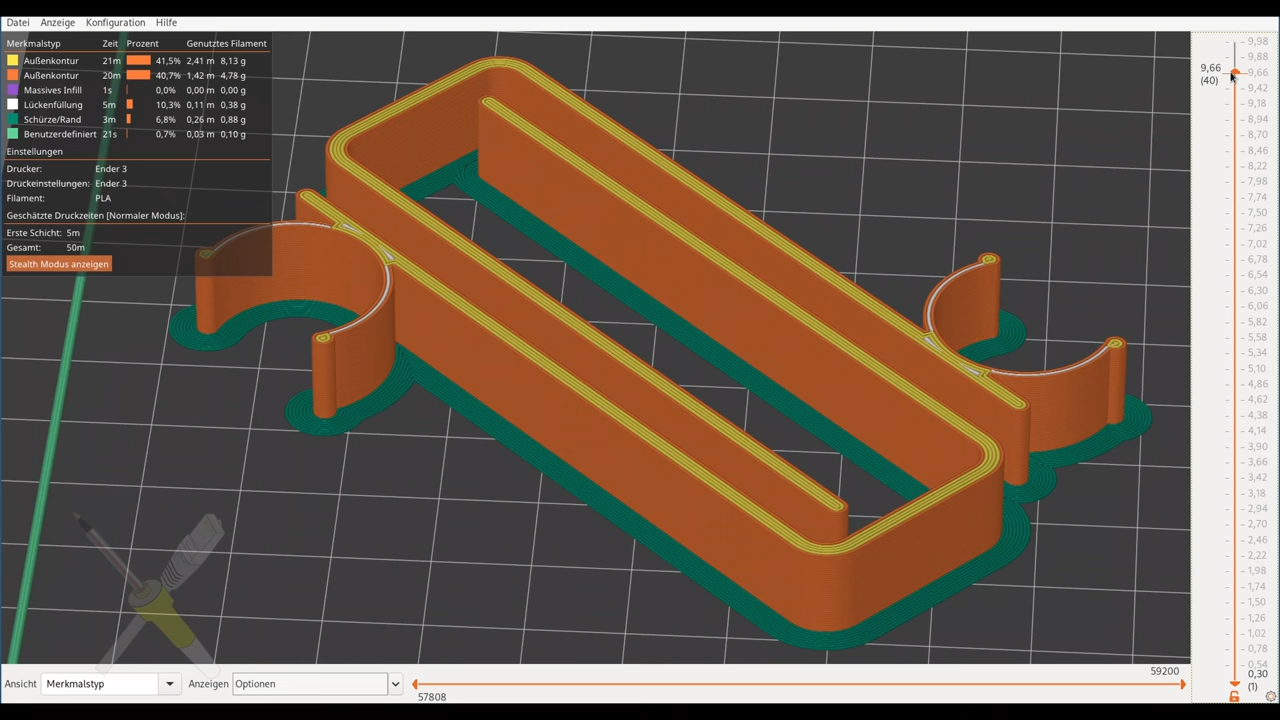 Datei Anzeige Konfiguration Hilfe
Merkmalstyp Zeit Prozent Genutztes Filament
Außenkontur 21m 41,5% 2,41 m 8,13 g
Außenkontur 20m 40,7% 1,42 m 4,78 g
Massives Infill 1s 0,0% 0,00 m 0,00 g
Lückenfüllung 5m 10,3% 0,11 m 0,38 g
Schürze/Rand 3m 6,8% 0,26 m 0,88 g
Benutzerdefiniert 21s 0,7% 0,03 m 0,10 g
Einstellungen
Drucker: Ender 3
Druckeinstellungen: Ender 3
Filament: PLA
Geschätzte Druckzeiten [Normaler Modus]:
Erste Schicht: 5m
Gesamt: 50m
Stealth Modus anzeigen
9,66
(40)
9,98
9,88
9,66
9,42
9,18
8,94
8,70
8,46
8,22
7,98
7,74
7,50
7,26
7,02
6,78
6,54
6,30
6,06
5,82
5,58
5,34
5,10
4,86
4,62
4,38
4,14
3,90
3,66
3,42
3,18
2,94
2,70
2,46
2,22
1,98
1,74
1,50
1,26
1,02
0,78
0,54
0,30
(1)
Ansicht Merkmalstyp Anzeigen Optionen
59200
57808